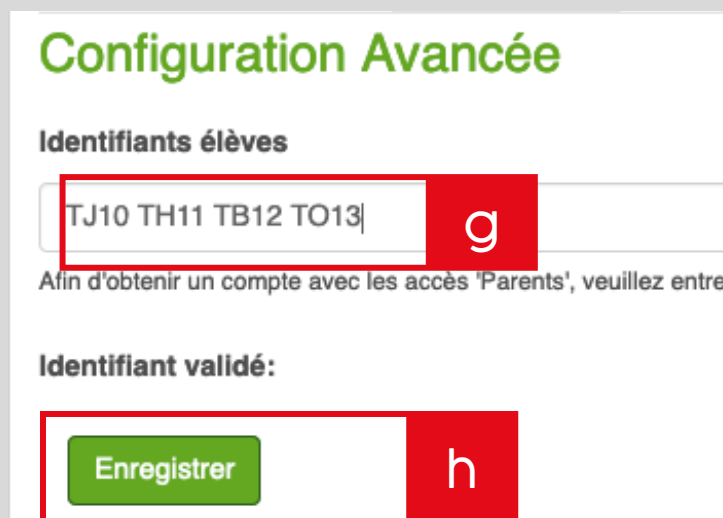 Configuration Avancée
Identifiants élèves
TJ10 TH11 TB12 TO13
g
Afin d'obtenir un compte avec les accès 'Parents', veuillez entre
Identifiant validé:
Enregistrer
h